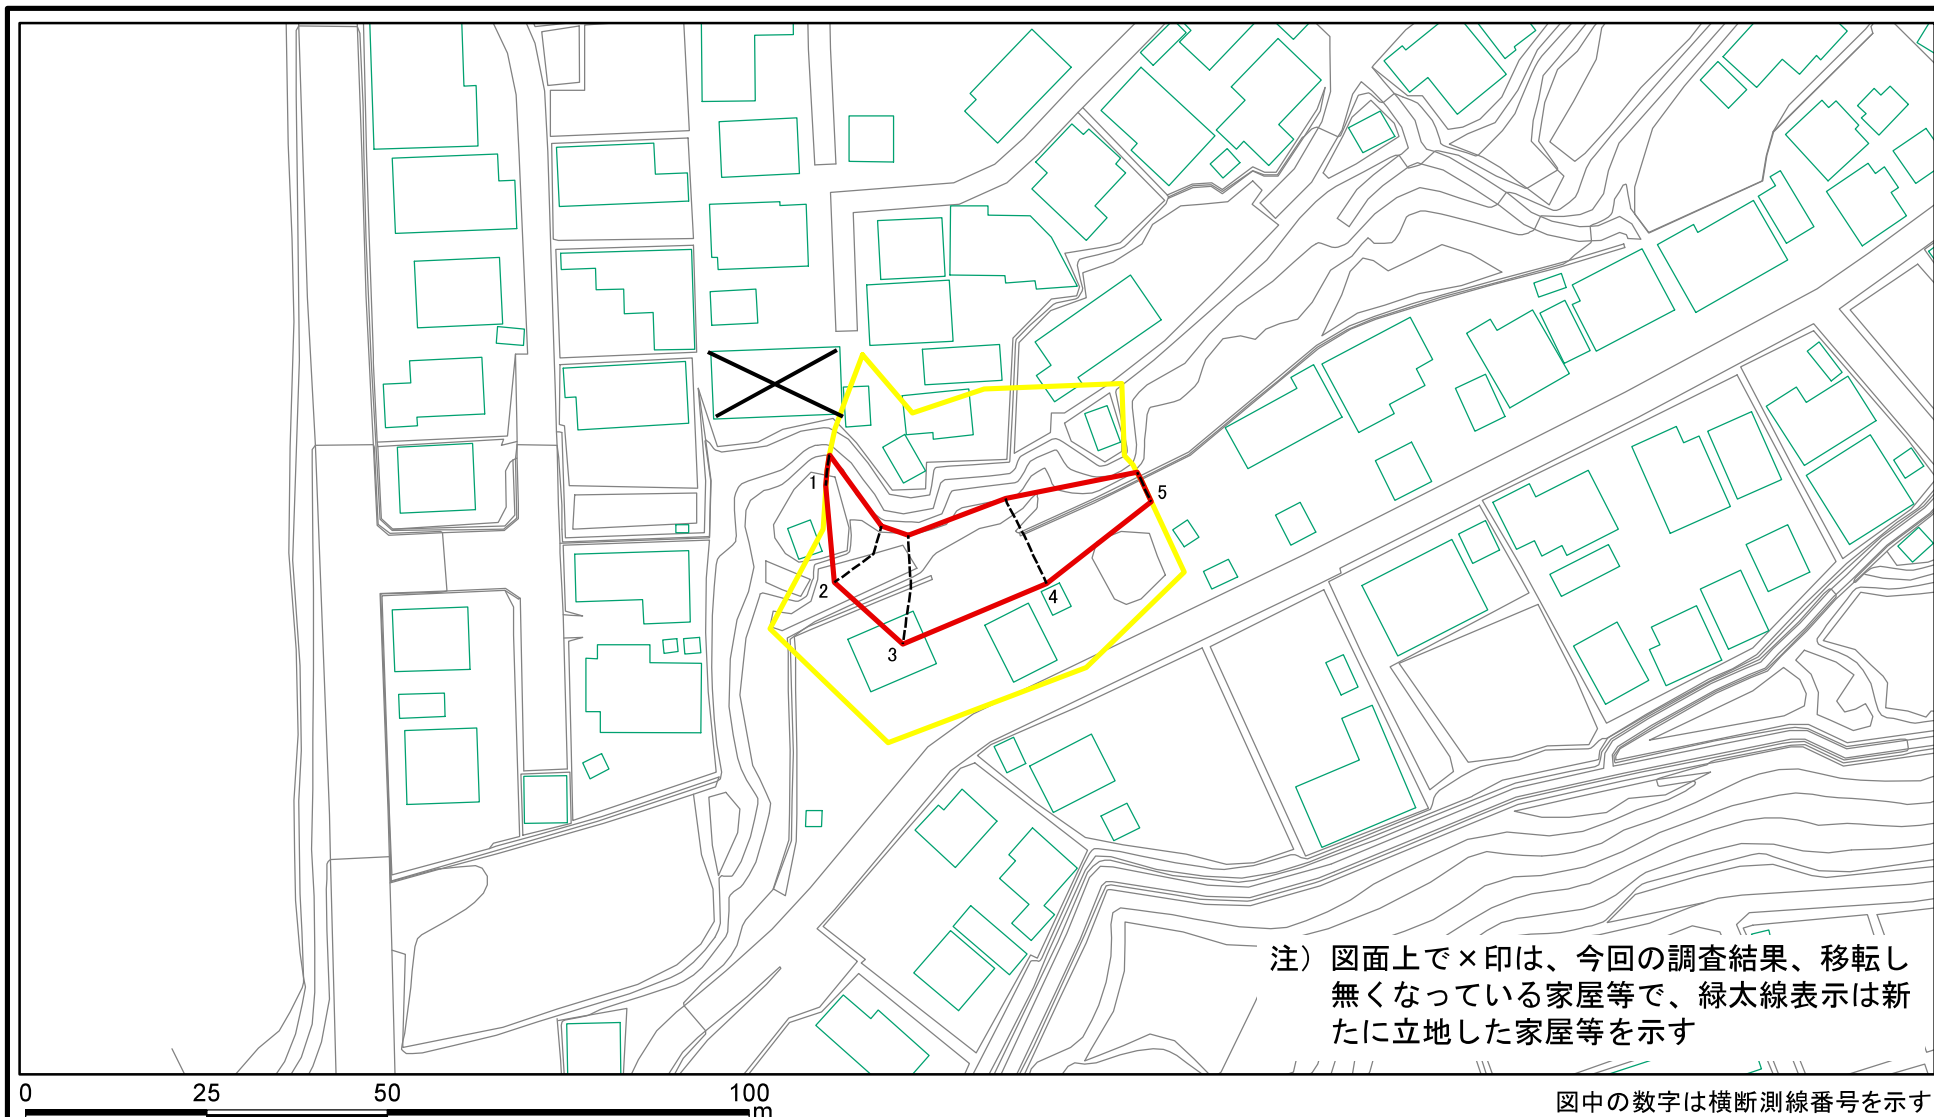 1
2
3
4
5
注）図面上で×印は、今回の調査結果、移転し
無くなっている家屋等で、緑太線表示は新
たに立地した家屋等を示す
0 25 50 100
m
図中の数字は横断測線番号を示す